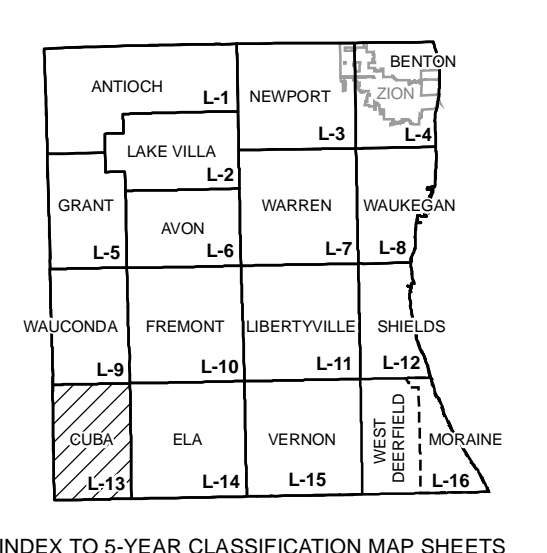 BENTON
ANTIOCH
L-1
NEWPORT
ZION
L-3
L-4
LAKE VILLA
L-2
GRANT
WARREN
WAUKEGAN
AVON
L-5
L-6
L-7
L-8
WAUCONDA
FREMONT
LIBERTYVILLE
SHIELDS
L-9
L-10
L-11
L-12
CUBA
ELA
VERNON
WEST
DEERFIELD
MORAINE
L-13
L-14
L-15
L-16
INDEX TO 5-YEAR CLASSIFICATION MAP SHEETS